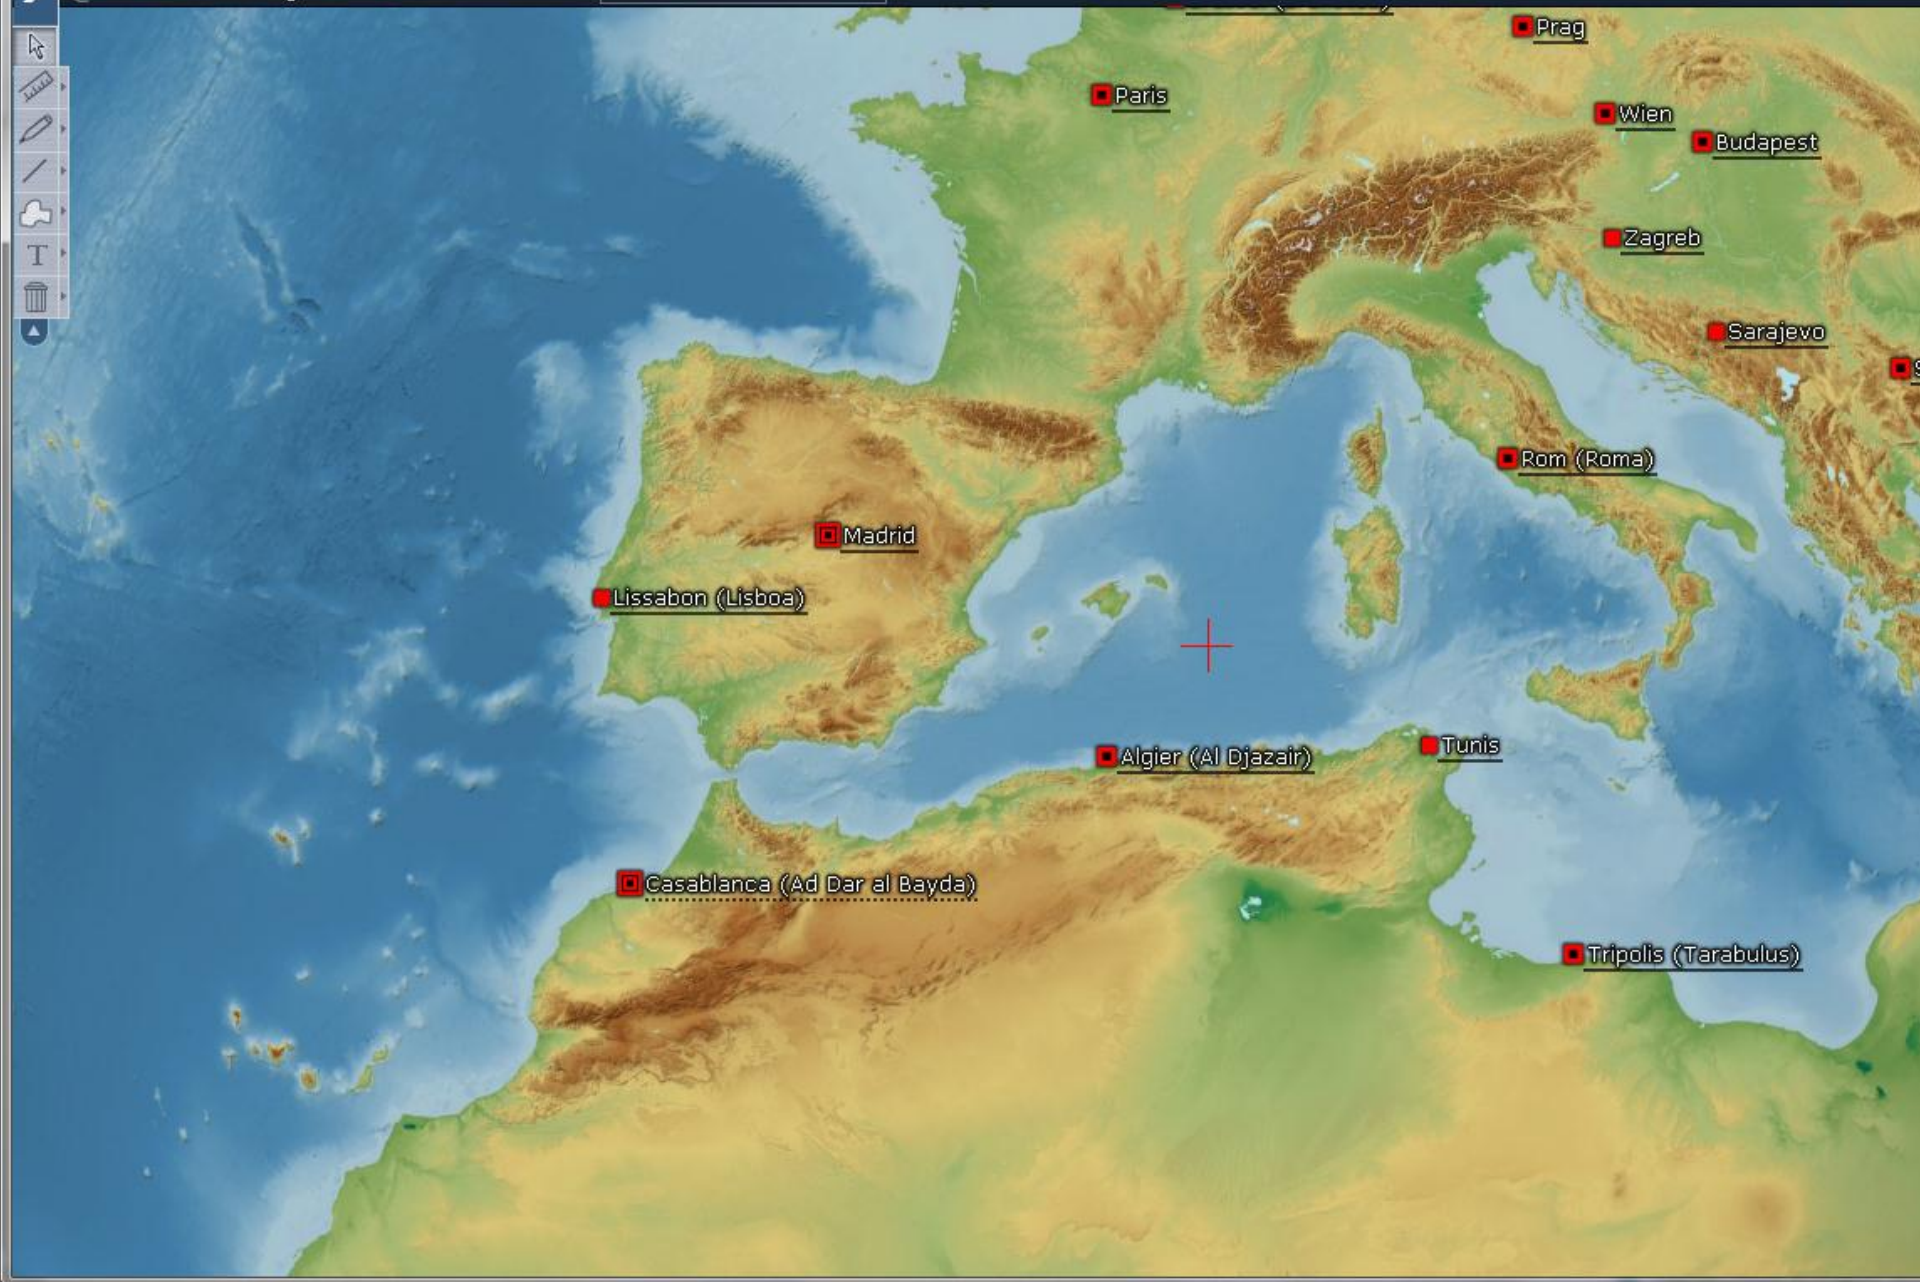 Prag
Paris
Wien
Budapest
Zagreb
Sarajevo
Rom (Roma)
Madrid
Lissabon (Lisboa)
Tunis
Algier (Al Djazair)
Casablanca (Ad Dar al Bayda)
Tripolis (Tarabulus)
T